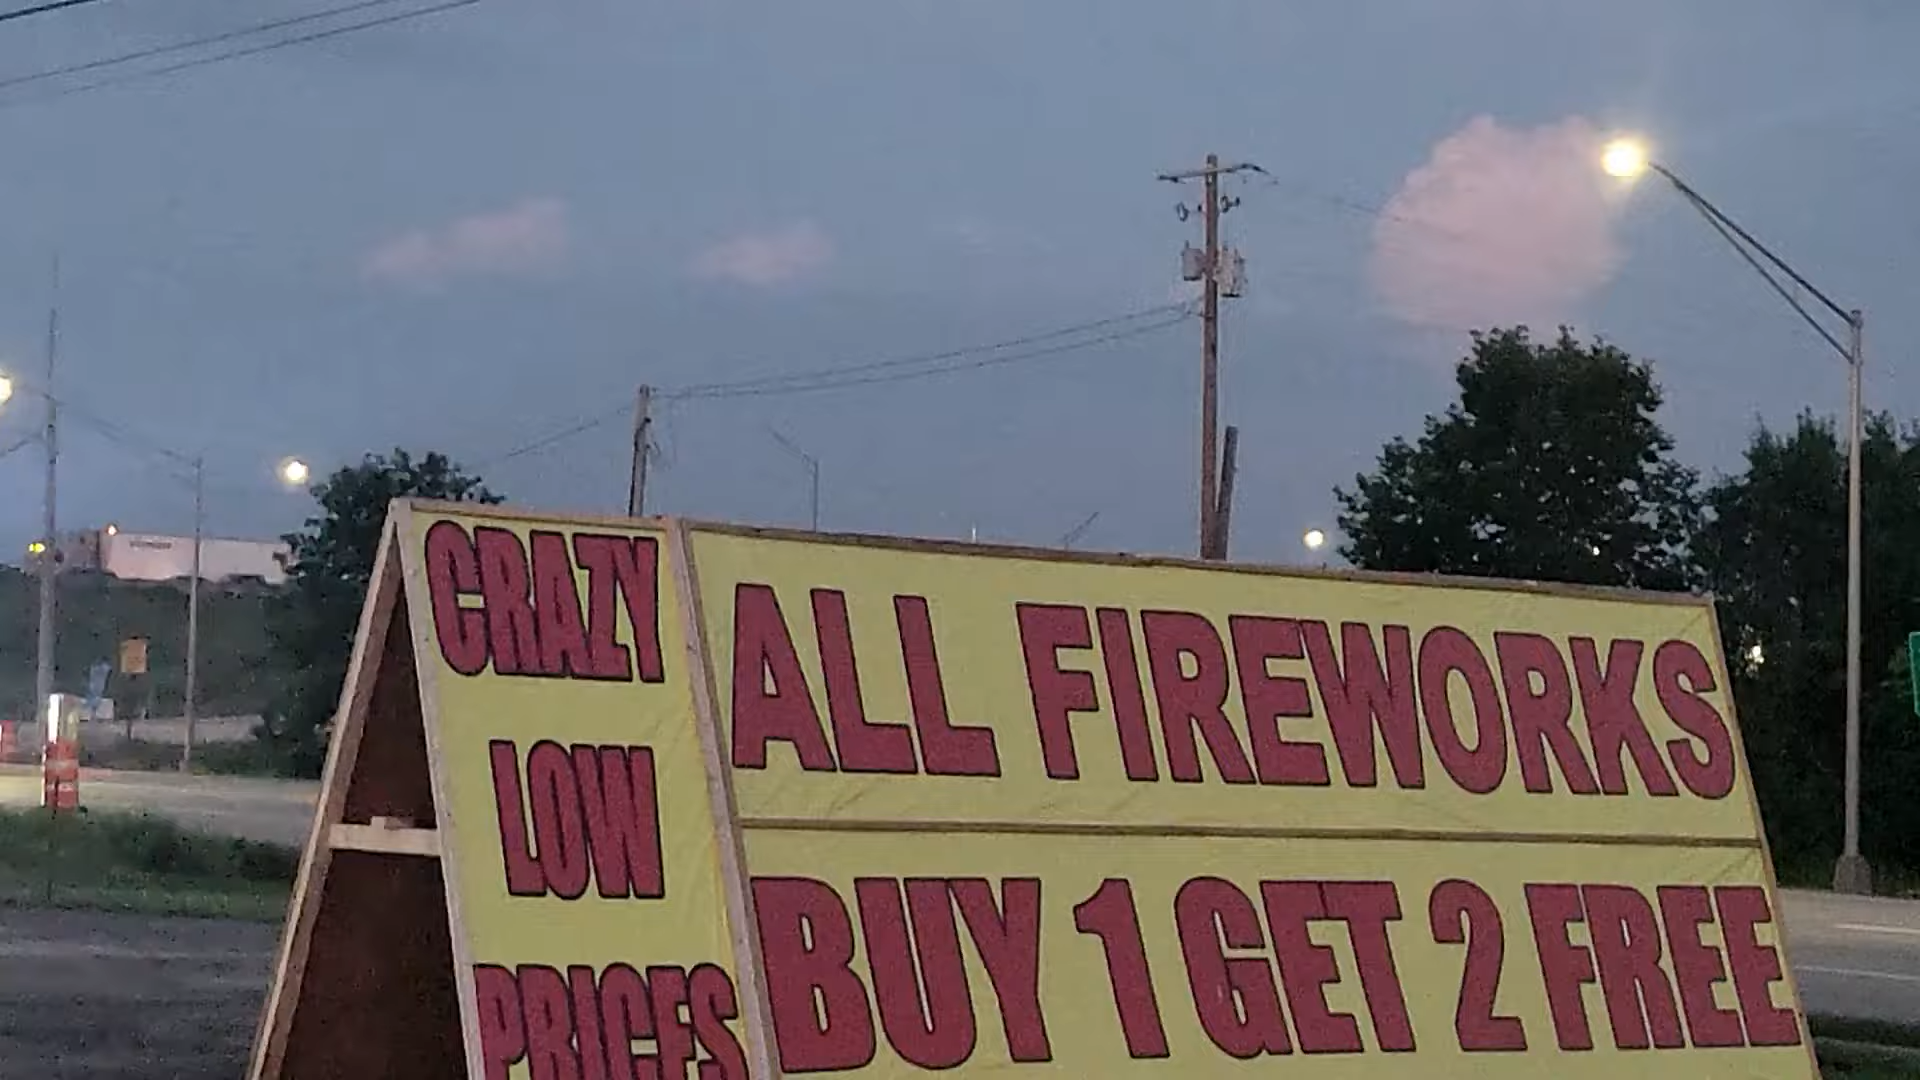 CRAZY
LOW
PRICES
ALL FIREWORKS
BUY 1 GET 2 FREE